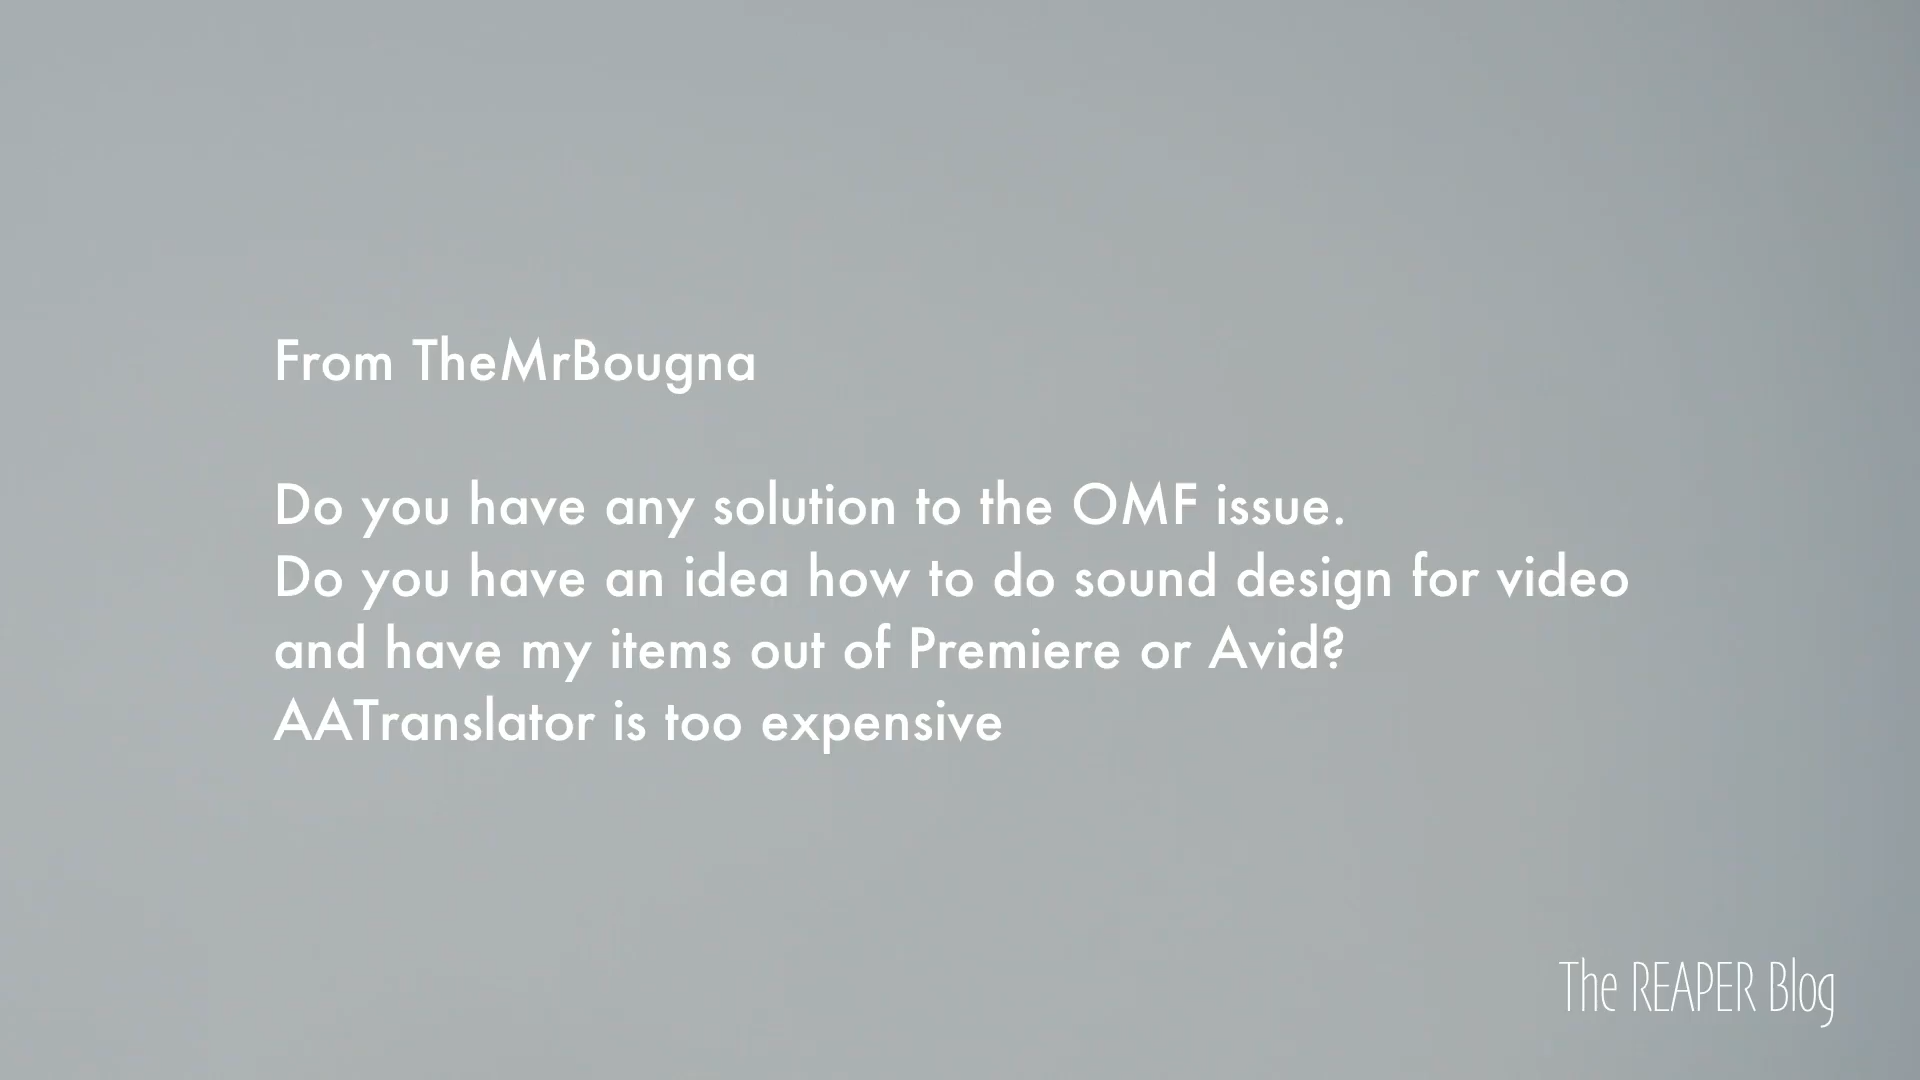 From TheMrBougna
Do you have any solution to the OMF issue.
Do you have an idea how to do sound design for video
and have my items out of Premiere or Avid?
AATranslator is too expensive
The REAPER Blog